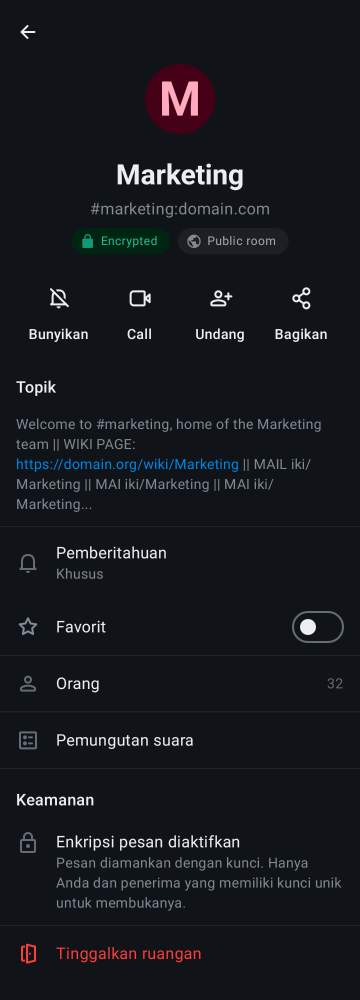 M
Marketing
#marketing:domain.com
Encrypted
Public room
Bunyikan
Call
Undang
Bagikan
Topik
Welcome to #marketing, home of the Marketing
team || WIKI PAGE:
https://domain.org/wiki/Marketing || MAIL iki/
Marketing || MAI iki/Marketing || MAI iki/
Marketing...
Pemberitahuan
Khusus
Favorit
Orang
32
Pemungutan suara
Keamanan
Enkripsi pesan diaktifkan
Pesan diamankan dengan kunci. Hanya
Anda dan penerima yang memiliki kunci unik
untuk membukanya.
Tinggalkan ruangan